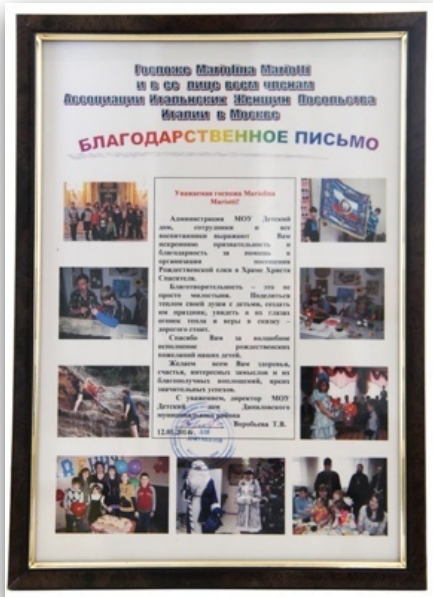 Госпоже Mariolina Mariotti
и в ее лице всем членам
Ассоциации Итальянских Женщин Посольства
Италии в Москве
БЛАГОДАРСТВЕННОЕ ПИСЬМО
Уважаемая госпожа Mariolina
Mariotti!
Администрация МОУ Детский
дом, сотрудники и все
воспитанники выражают Вам
искреннюю признательность и
благодарность за помощь в
организации посещения
Рождественской елки в Храме Христа
Спасителя.
Благотворительность – это не
просто милостыня. Поделиться
теплом своей души с детьми, создать
им праздник, увидеть в их глазах
огонек тепла и веры в сказку –
дорогого стоит.
Спасибо Вам за волшебное
исполнение рождественских
пожеланий наших детей.
Желаем всем Вам здоровья,
счастья, интересных замыслов и их
благополучных воплощений, ярких
значительных успехов.
С уважением, директор МОУ
Детский дом Даниловского
муниципального района
Воробьева Т.В.